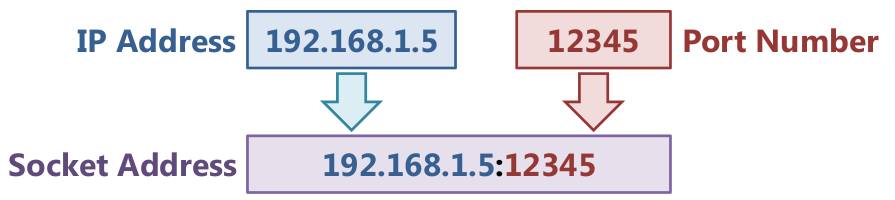 IP Address 192.168.1.5 12345 Port Number
Socket Address 192.168.1.5:12345